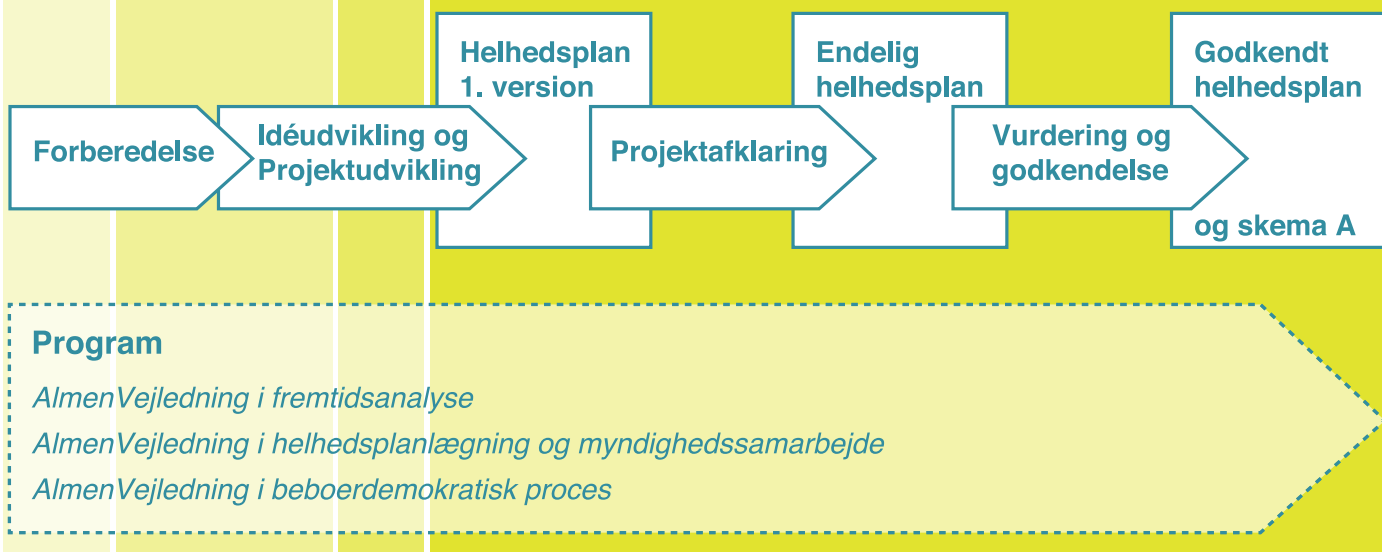 Helhedsplan
1. version
Endelig
helhedsplan
Godkendt
helhedsplan
Forberedelse
Idéudvikling og
Projektudvikling
Projektafklaring
Vurdering og
godkendelse
og skema A
Program
AlmenVejledning i fremtidsanalyse
AlmenVejledning i helhedsplanlægning og myndighedssamarbejde
AlmenVejledning i beboerdemokratisk proces